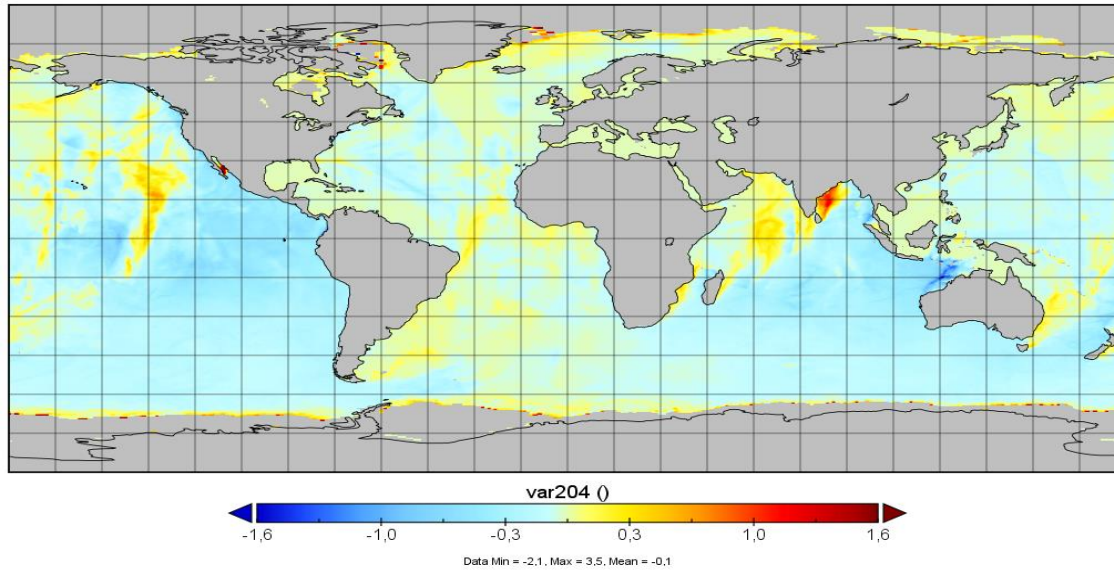 var204 ()
-1,6 -1,0 -0,3 0,3 1,0 1,6
Data Min = -2,1, Max = 3,5, Mean = -0,1